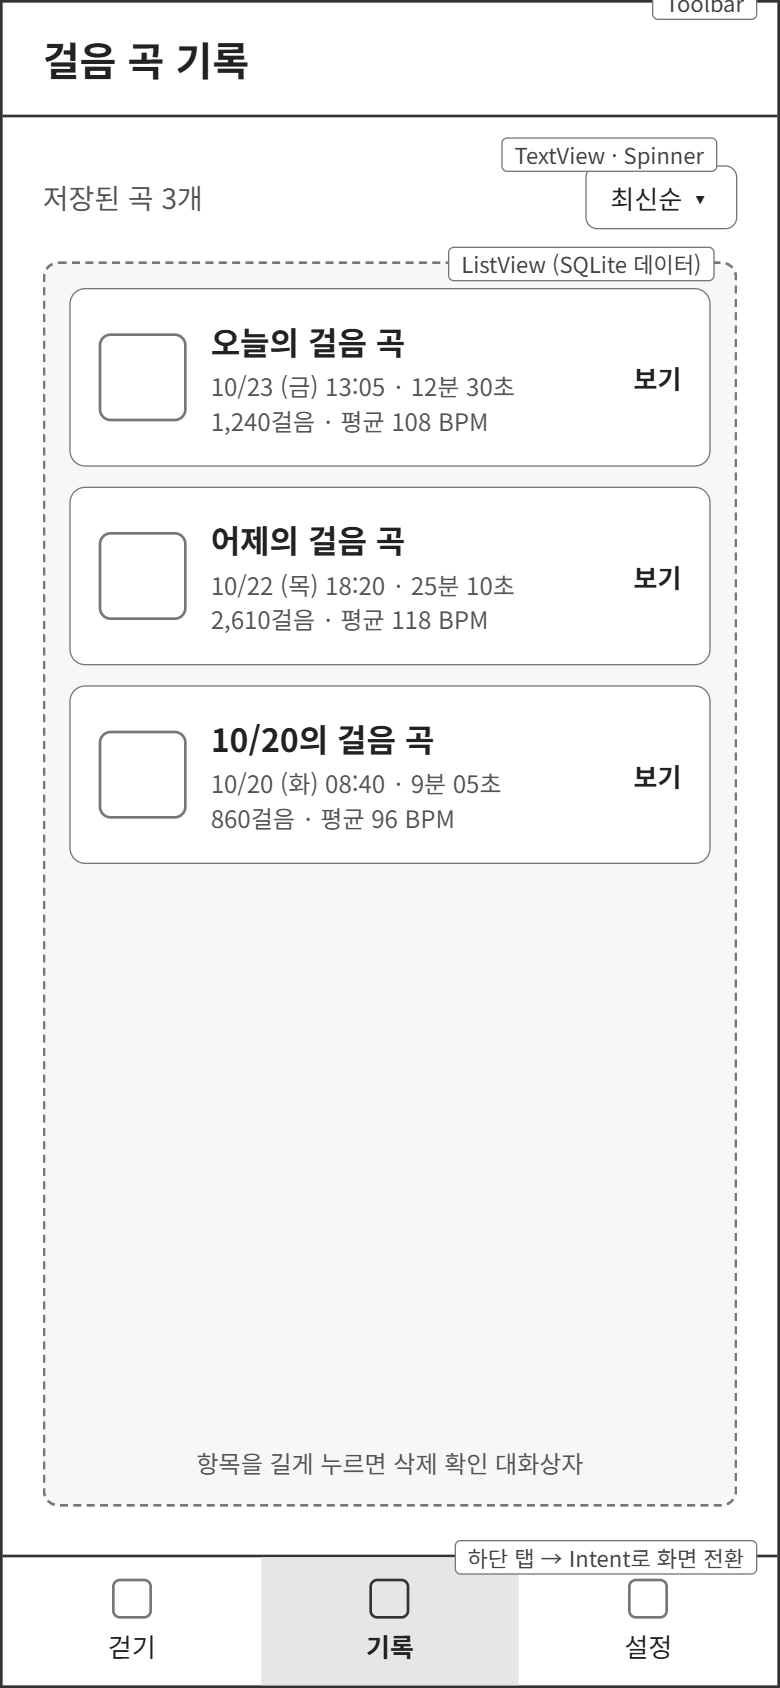 Toolbar
걸음 곡 기록
TextView · Spinner
저장된 곡 3개
최신순 ▼
ListView (SQLite 데이터)
오늘의 걸음 곡
10/23 (금) 13:05 · 12분 30초
1,240걸음 · 평균 108 BPM
보기
어제의 걸음 곡
10/22 (목) 18:20 · 25분 10초
2,610걸음 · 평균 118 BPM
보기
10/20의 걸음 곡
10/20 (화) 08:40 · 9분 05초
860걸음 · 평균 96 BPM
보기
항목을 길게 누르면 삭제 확인 대화상자
하단 탭 → Intent로 화면 전환
걷기
기록
설정